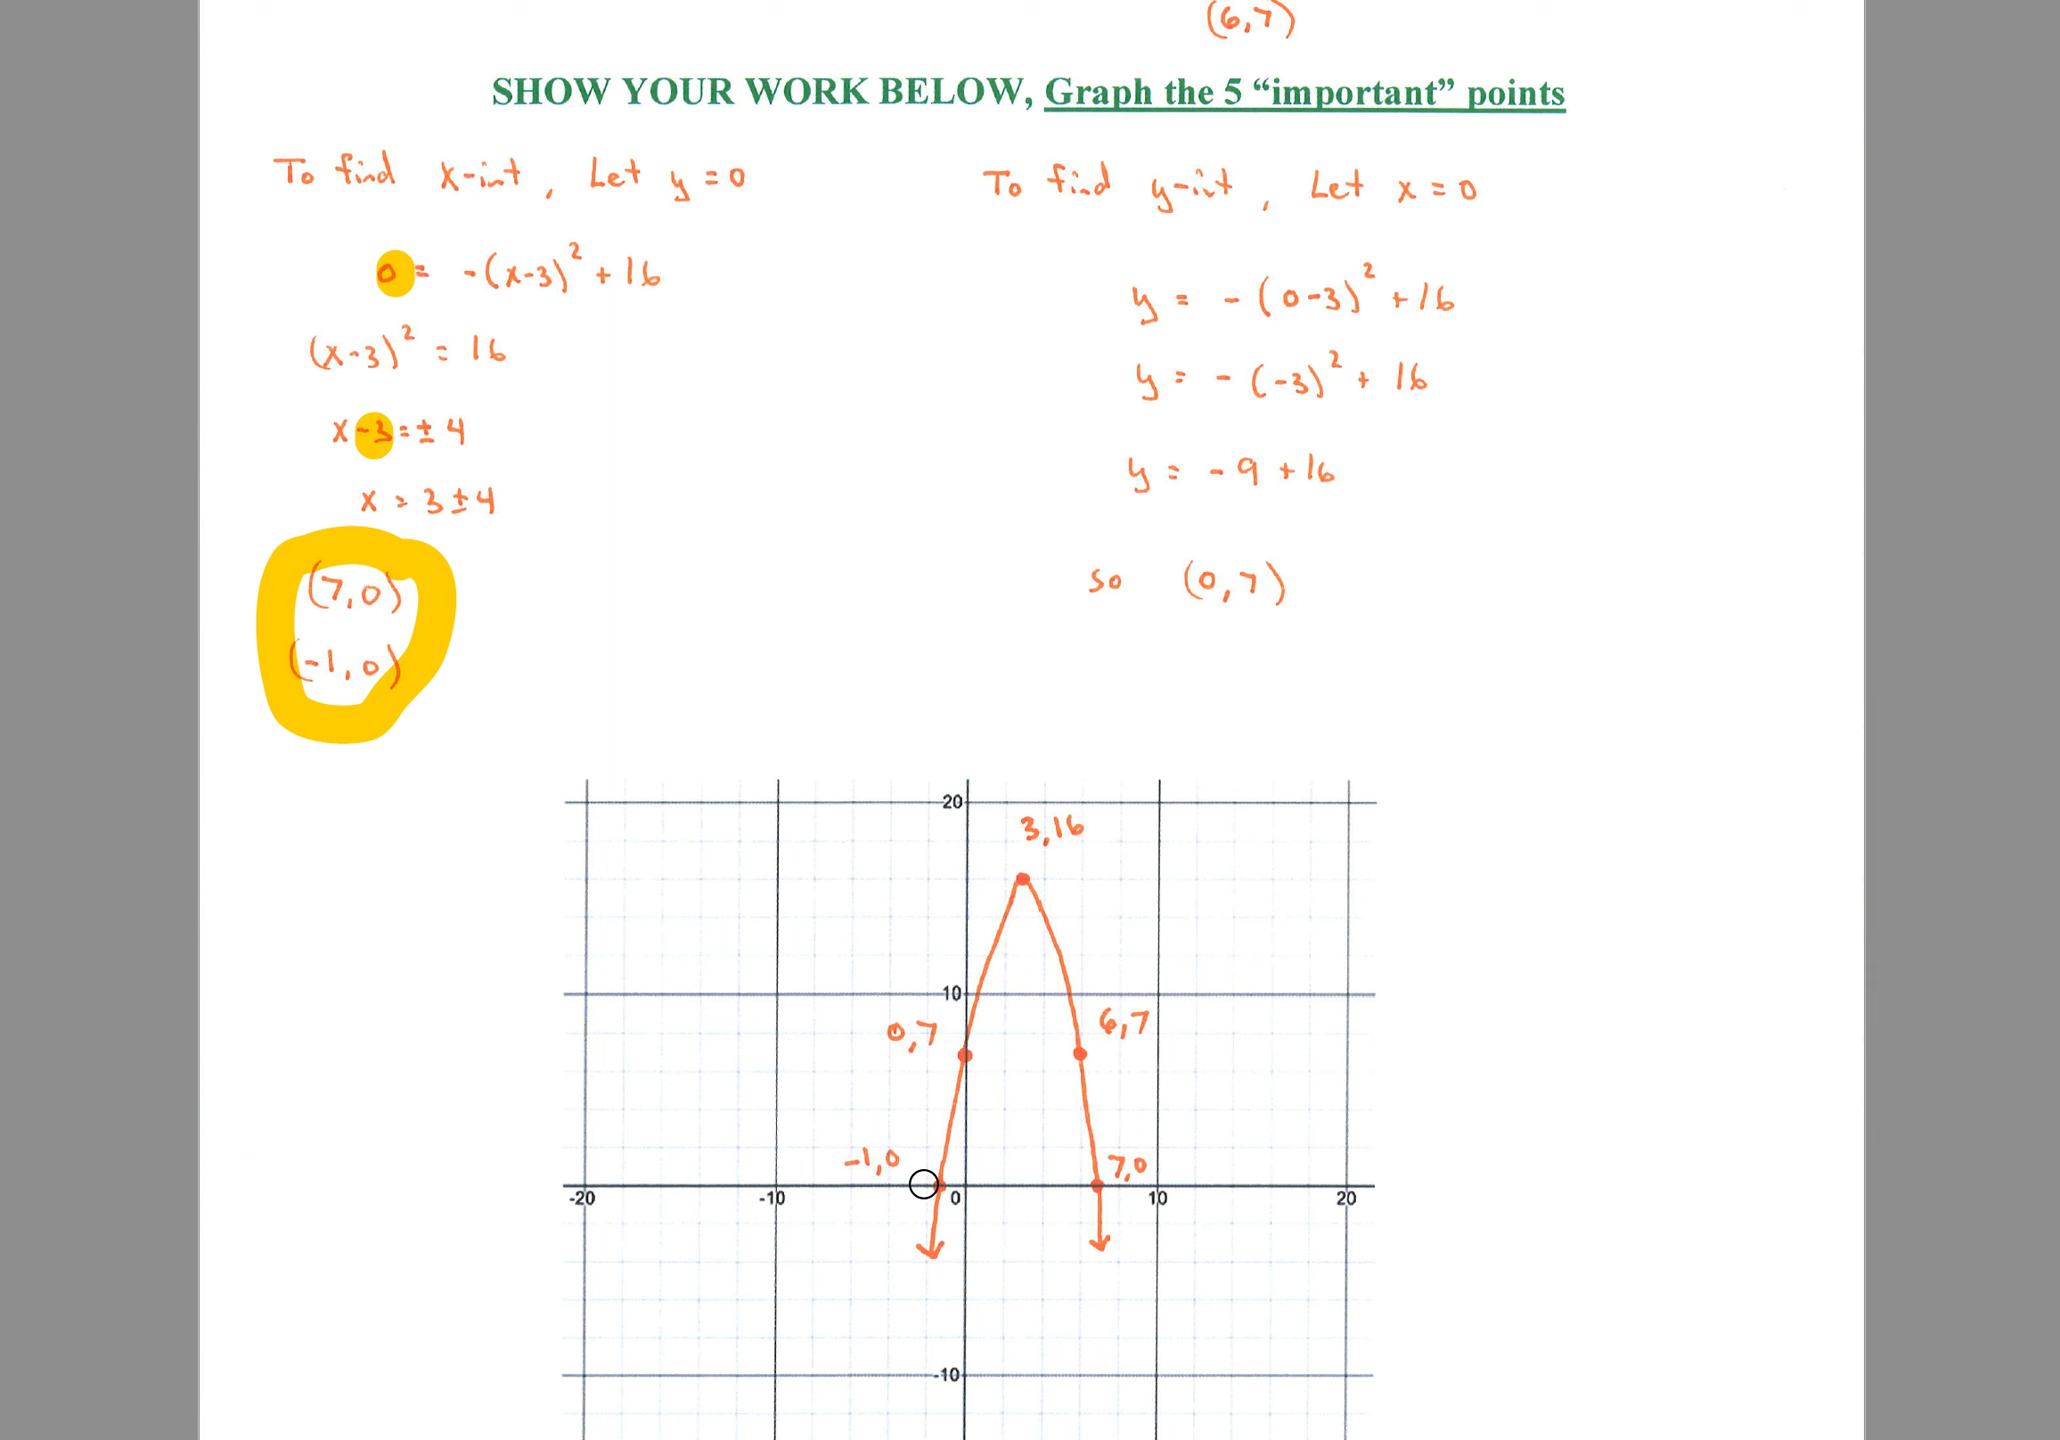 (6,7)
SHOW YOUR WORK BELOW, Graph the 5 “important” points
To find x-int, Let y = 0
0 = -(x-3)² + 16
(x-3)² = 16
x-3 = ± 4
x = 3 ± 4
(7,0)
(-1,0)
To find y-int, Let x = 0
y = -(0-3)² + 16
y = -(-3)² + 16
y = -9 + 16
so (0,7)
20
3,16
10
0,7
6,7
-1,0
7,0
-20
-10
0
10
20
-10